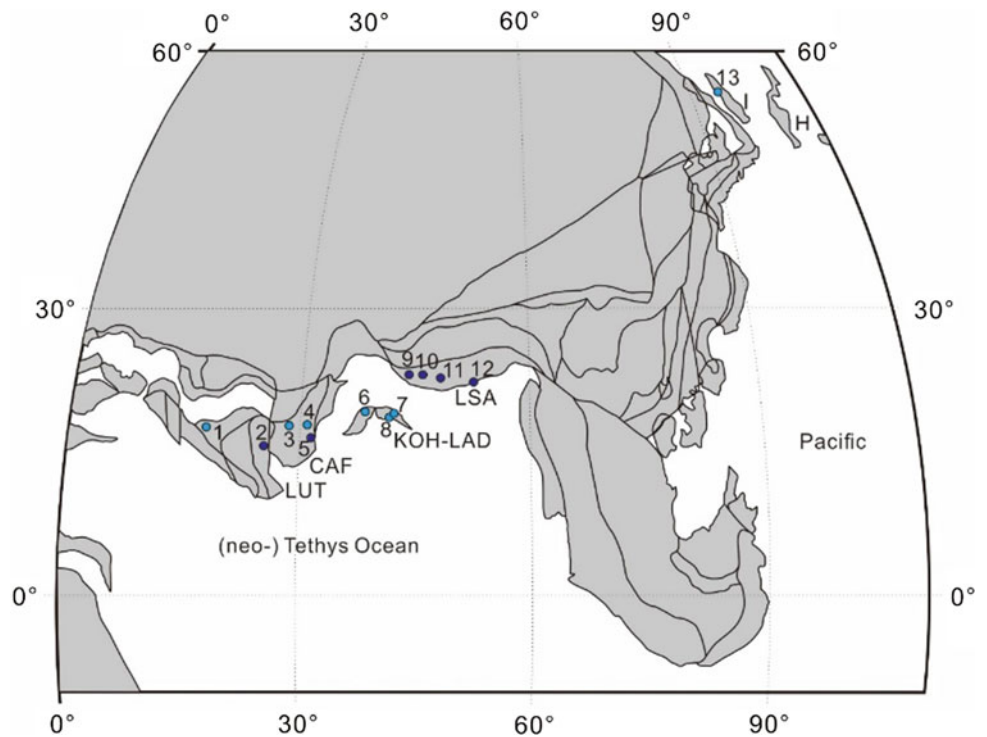 0° 30° 60° 90°
60° 60°
13
I
H
30° 30°
9 10 11 12
LSA
6 7
8
KOH-LAD
1 2 3 4
5
CAF
LUT
Pacific
(neo-) Tethys Ocean
0° 0°
0° 30° 60° 90°